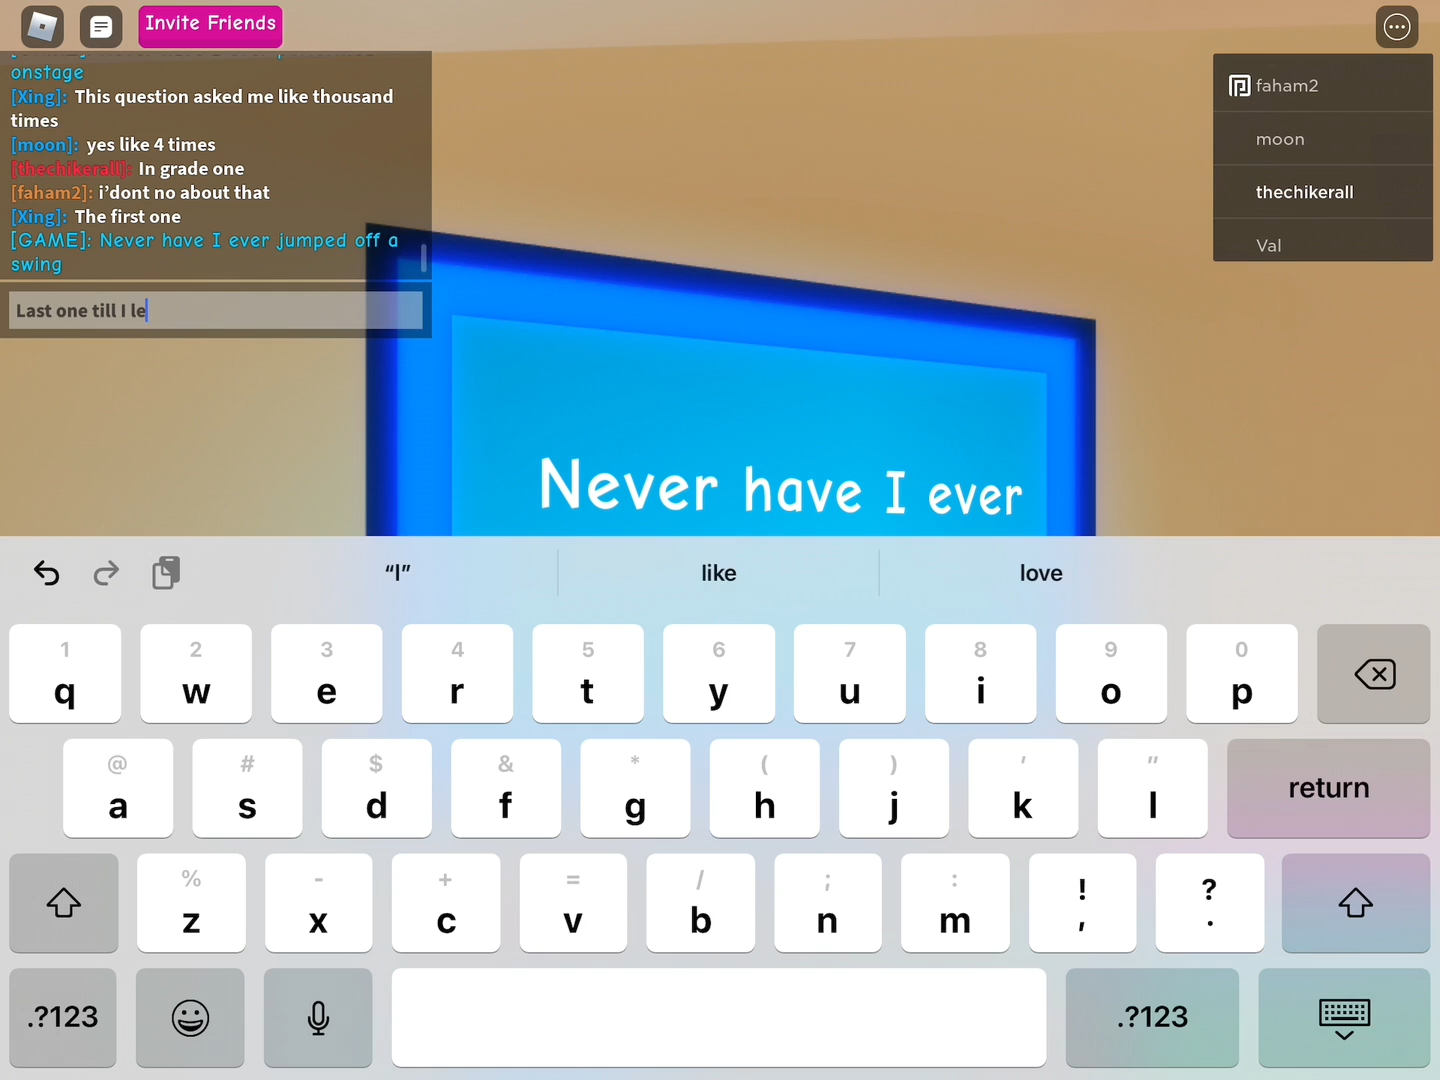 Invite Friends
onstage
[Xing]: This question asked me like thousand
times
[moon]: yes like 4 times
[thechikerall]: In grade one
[faham2]: i’dont no about that
[Xing]: The first one
[GAME]: Never have I ever jumped off a
swing
Last one till I le
faham2
moon
thechikerall
Val
Never have I ever
“I” like love
1 2 3 4 5 6 7 8 9 0
q w e r t y u i o p
@ # $ & * ( ) ' "
a s d f g h j k l return
% - + = / ; : ! ?
z x c v b n m , .
.?123 .?123